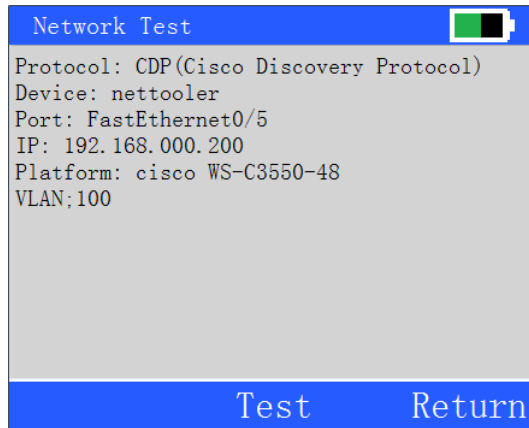 Network Test
Protocol: CDP(Cisco Discovery Protocol)
Device: nettooler
Port: FastEthernet0/5
IP: 192.168.000.200
Platform: cisco WS-C3550-48
VLAN;100
Test Return